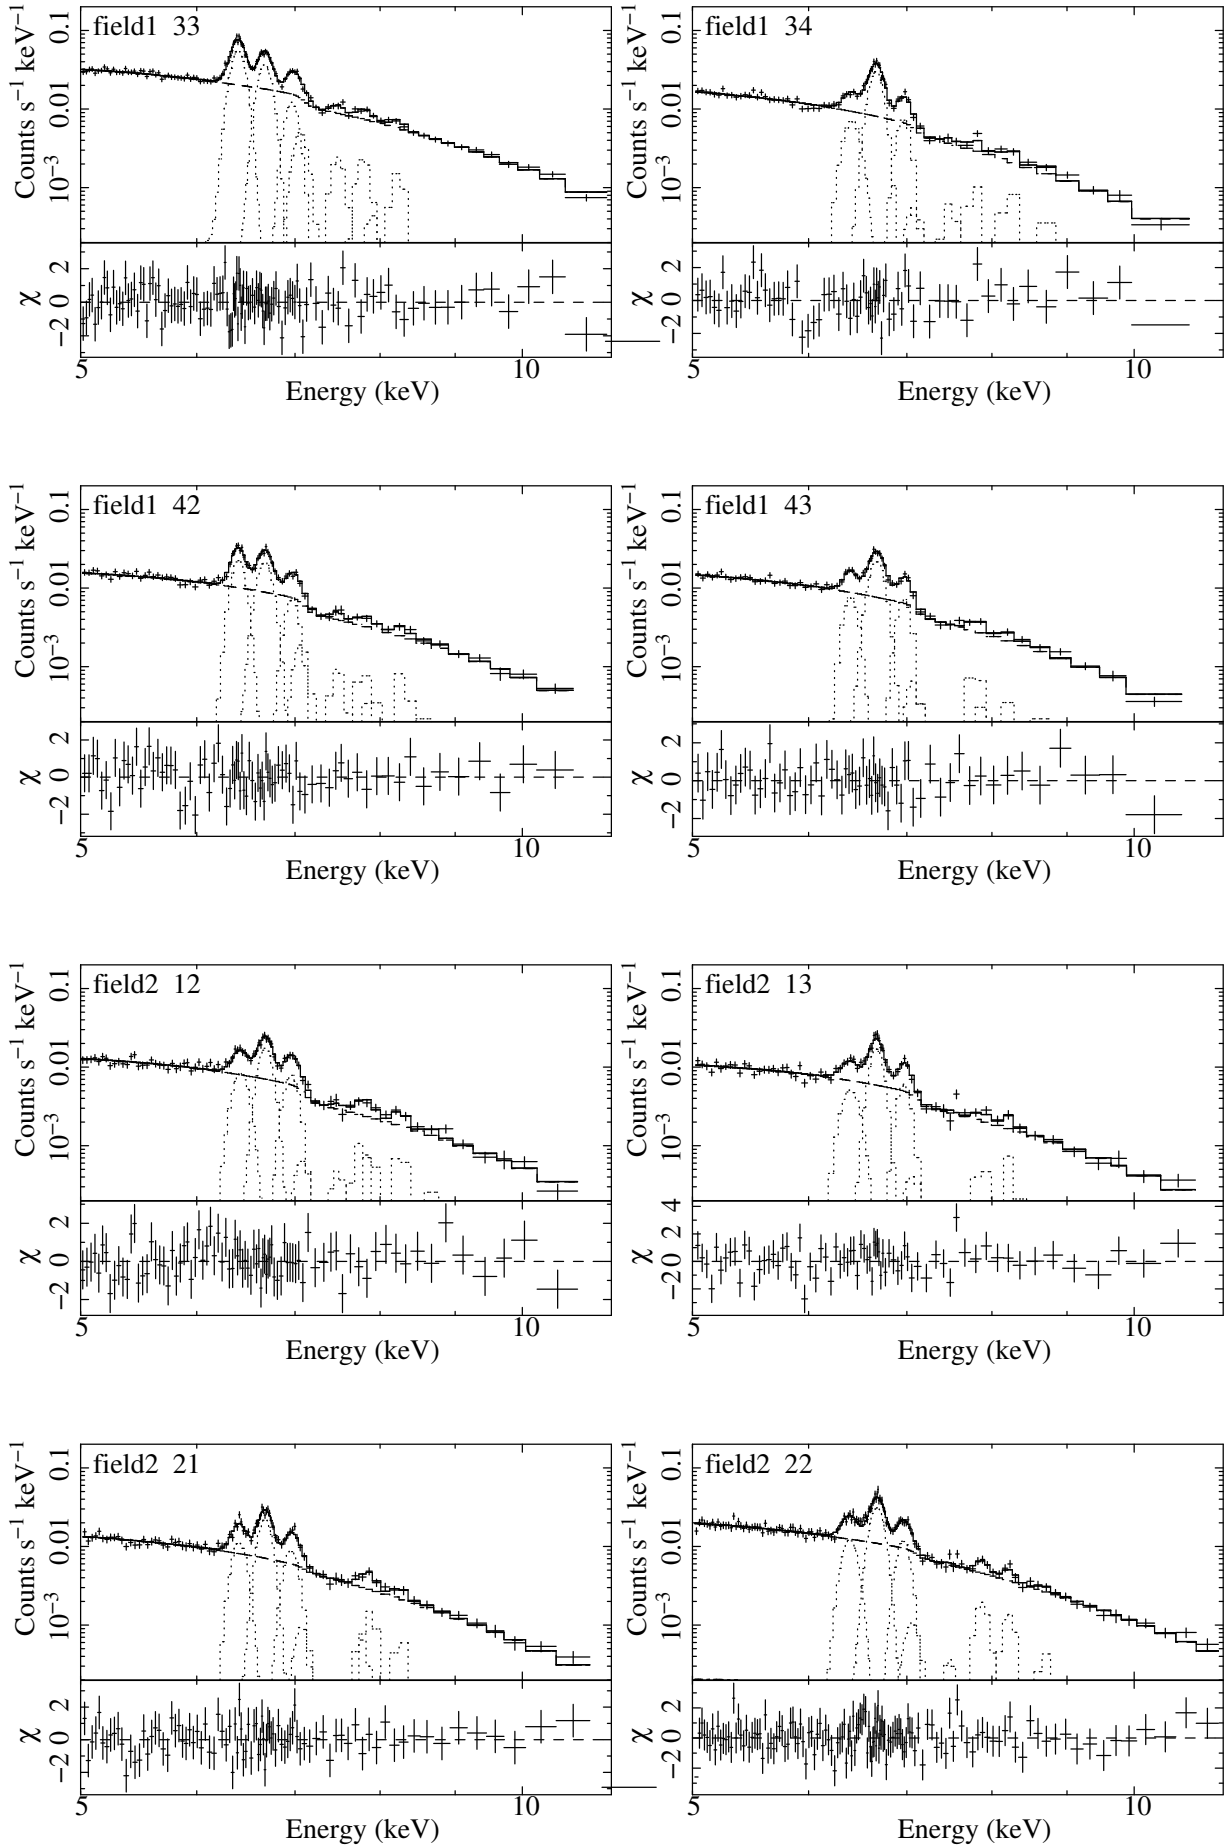 field1 33
Counts s−1 keV−1
0.1
0.01
10−3
χ
2
0
−2
5
10
Energy (keV)
field1 34
Counts s−1 keV−1
0.1
0.01
10−3
χ
2
0
−2
5
10
Energy (keV)
field1 42
Counts s−1 keV−1
0.1
0.01
10−3
χ
2
0
−2
5
10
Energy (keV)
field1 43
Counts s−1 keV−1
0.1
0.01
10−3
χ
2
0
−2
5
10
Energy (keV)
field2 12
Counts s−1 keV−1
0.1
0.01
10−3
χ
2
0
−2
5
10
Energy (keV)
field2 13
Counts s−1 keV−1
0.1
0.01
10−3
χ
4
2
0
−2
5
10
Energy (keV)
field2 21
Counts s−1 keV−1
0.1
0.01
10−3
χ
2
0
−2
5
10
Energy (keV)
field2 22
Counts s−1 keV−1
0.1
0.01
10−3
χ
2
0
−2
5
10
Energy (keV)